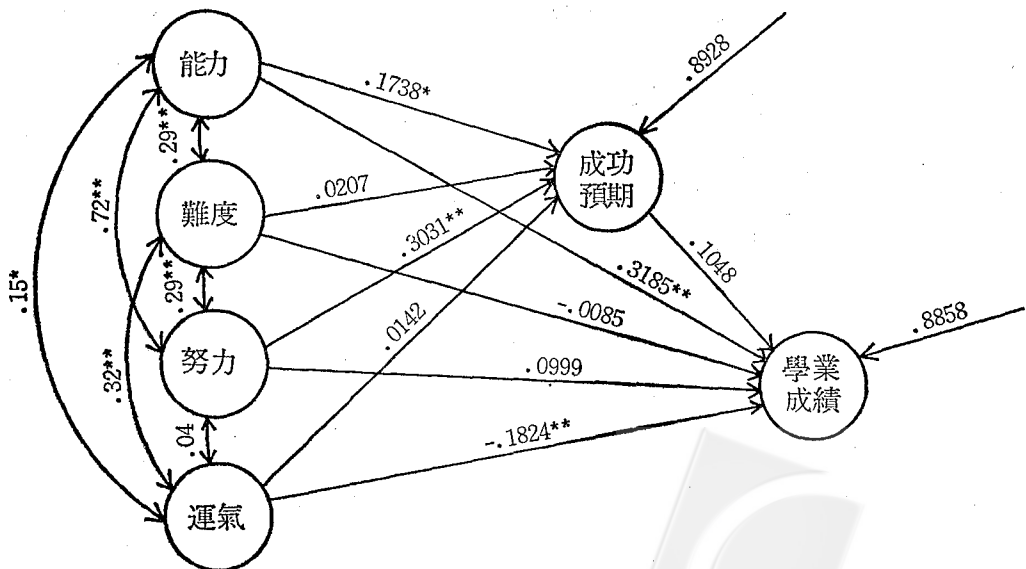 能力
.1738*
.8928
.29**
成功
預期
難度
.0207
.72**
.3031**
.1048
.15*
.29**
.3185**
-.0085
.0142
.8858
努力
.32**
.0999
學業
成績
.04
-.1824**
運氣